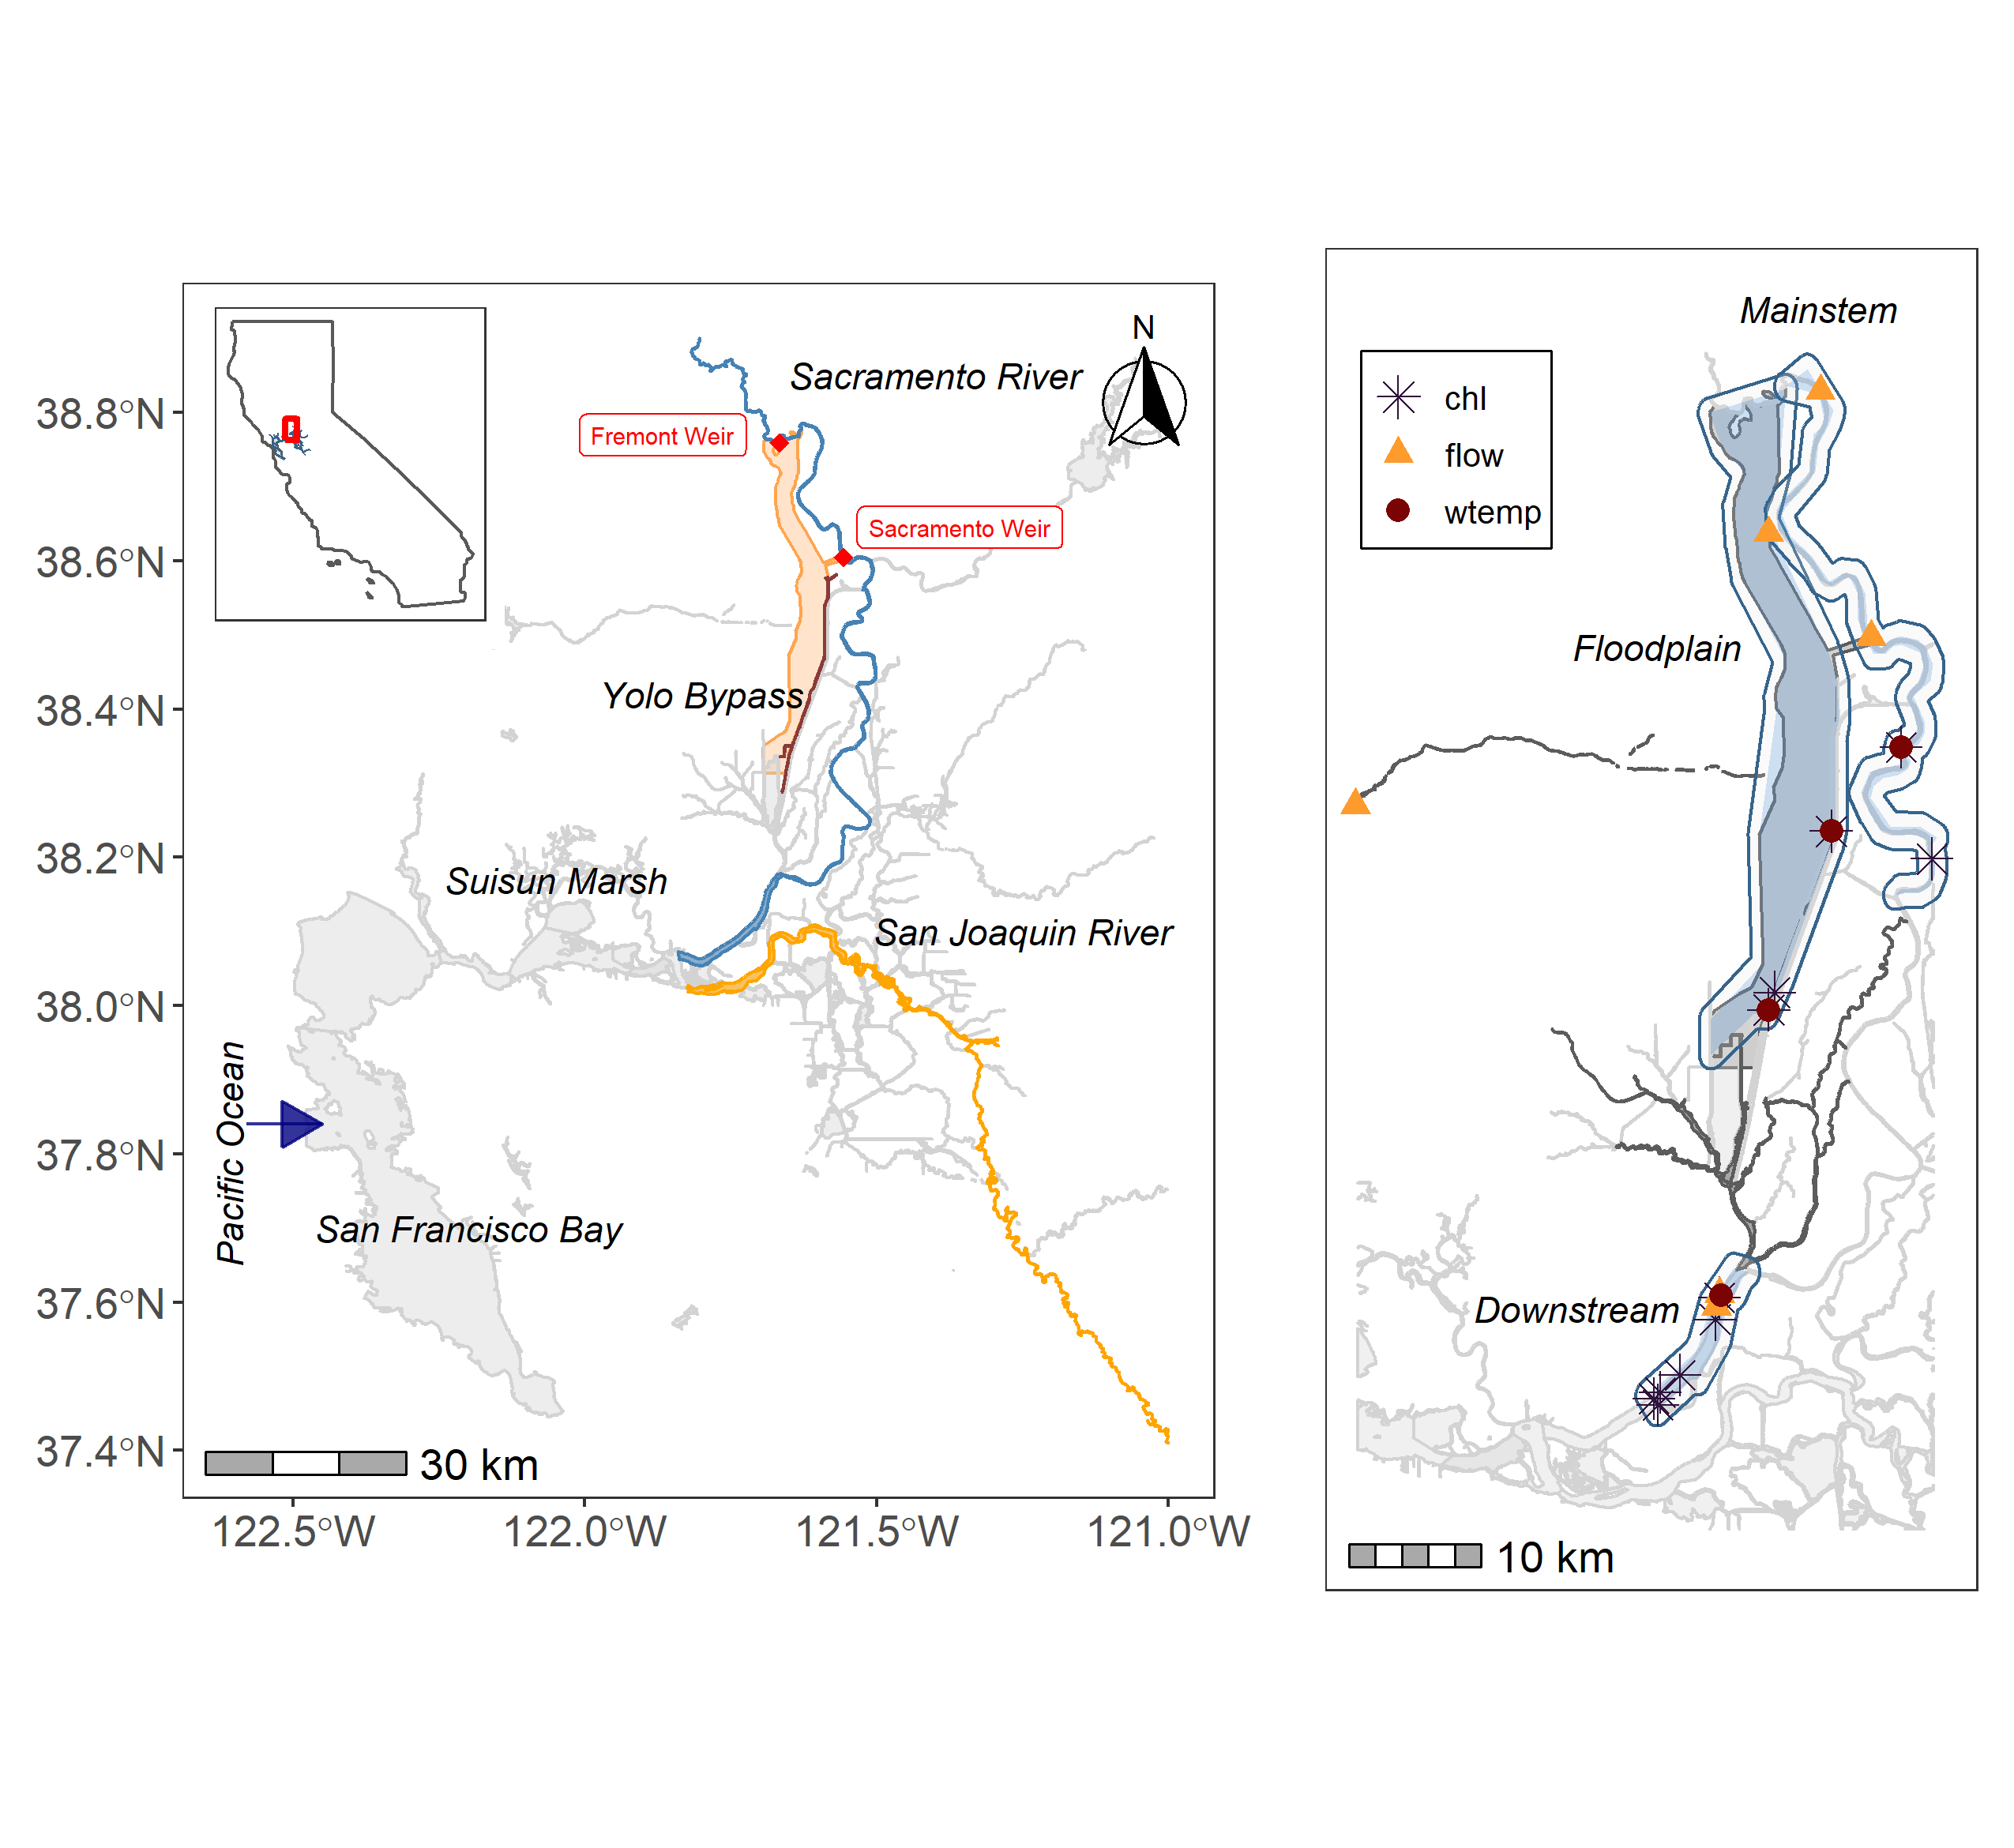 N
Sacramento River
Fremont Weir
Sacramento Weir
Yolo Bypass
Suisun Marsh
San Joaquin River
Pacific Ocean
San Francisco Bay
30 km
38.8°N
38.6°N
38.4°N
38.2°N
38.0°N
37.8°N
37.6°N
37.4°N
122.5°W
122.0°W
121.5°W
121.0°W
Mainstem
chl
flow
wtemp
Floodplain
Downstream
10 km